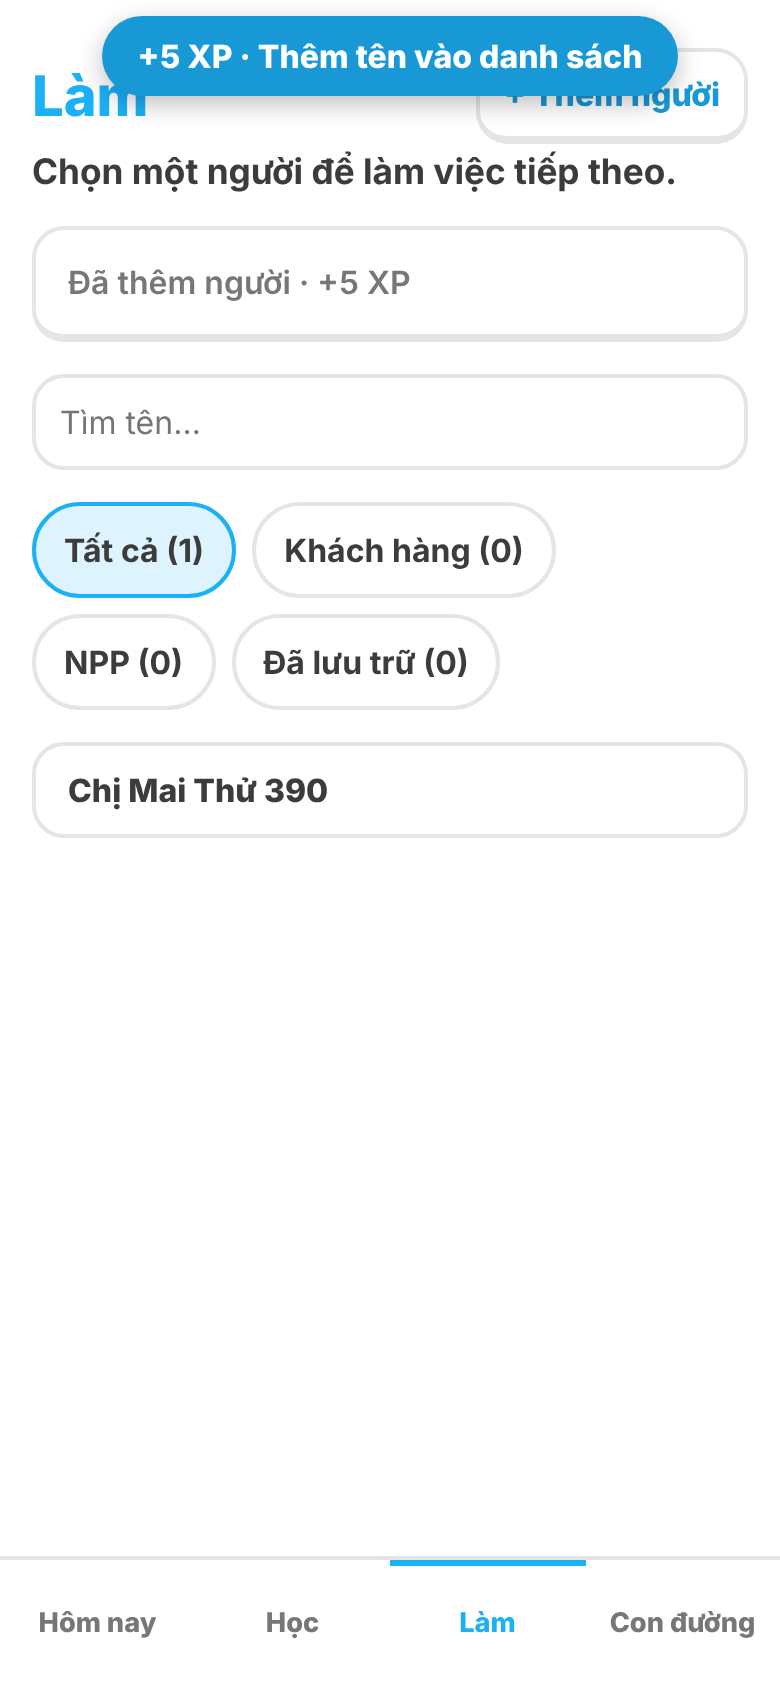 +5 XP · Thêm tên vào danh sách
Làm
+ Thêm người
Chọn một người để làm việc tiếp theo.
Đã thêm người · +5 XP
Tìm tên...
Tất cả (1)
Khách hàng (0)
NPP (0)
Đã lưu trữ (0)
Chị Mai Thử 390
Hôm nay
Học
Làm
Con đường